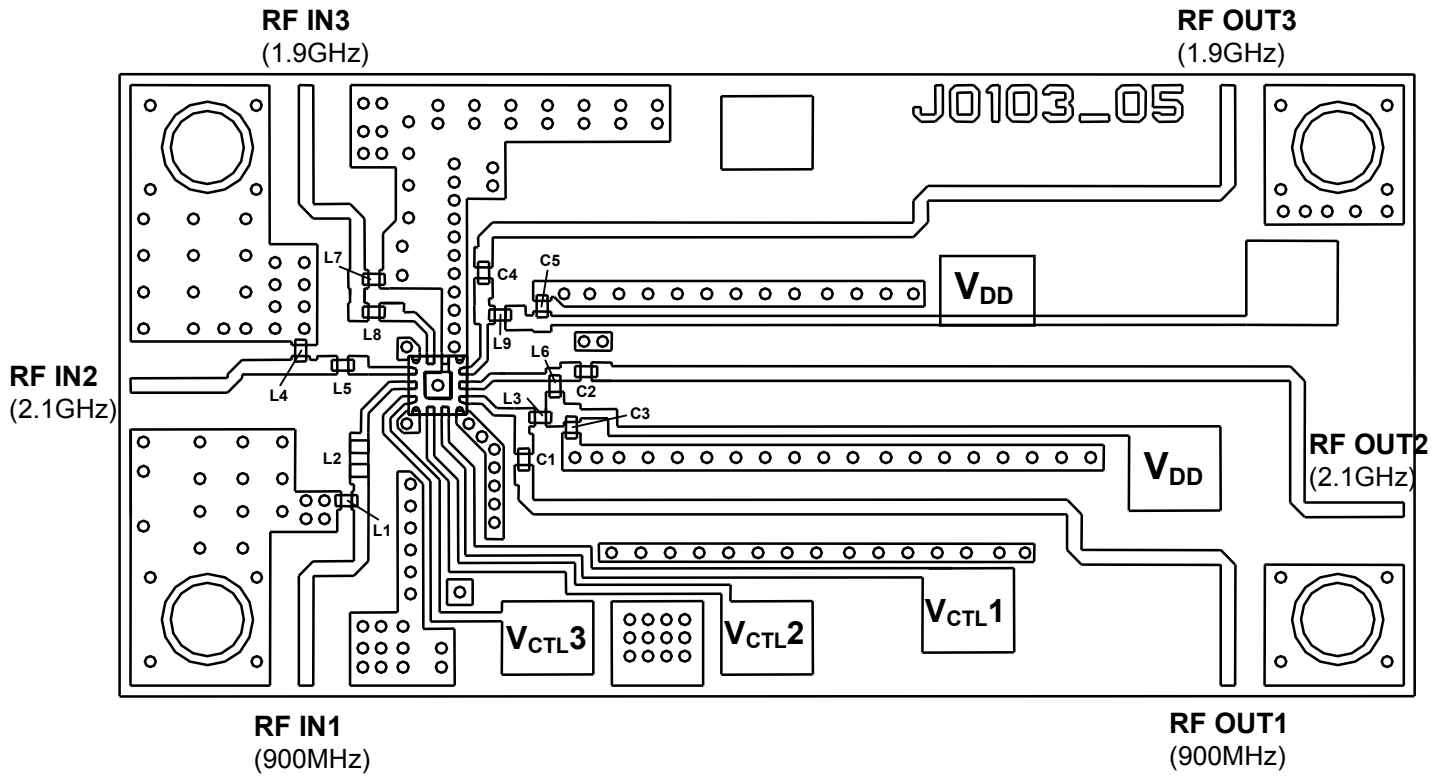 RF IN3
(1.9GHz)
RF OUT3
(1.9GHz)
J0103_05
L7
C4
C5
VDD
L8
L9
L6
RF IN2
(2.1GHz)
L4
L5
C2
L3
C3
L2
C1
RF OUT2
(2.1GHz)
VDD
L1
VCTL3
VCTL2
VCTL1
RF IN1
(900MHz)
RF OUT1
(900MHz)